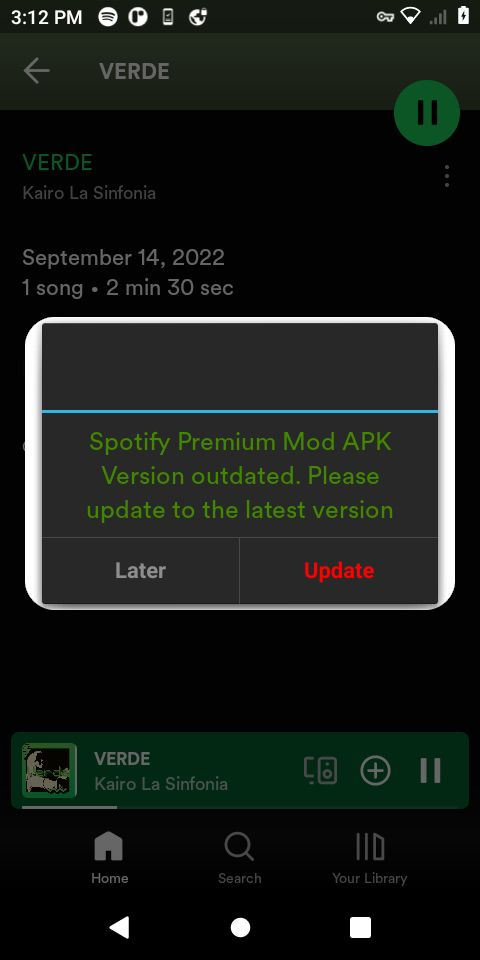 3:12 PM
VERDE
VERDE
Kairo La Sinfonia
September 14, 2022
1 song • 2 min 30 sec
Spotify Premium Mod APK
Version outdated. Please
update to the latest version
Later
Update
VERDE
Kairo La Sinfonia
Home
Search
Your Library